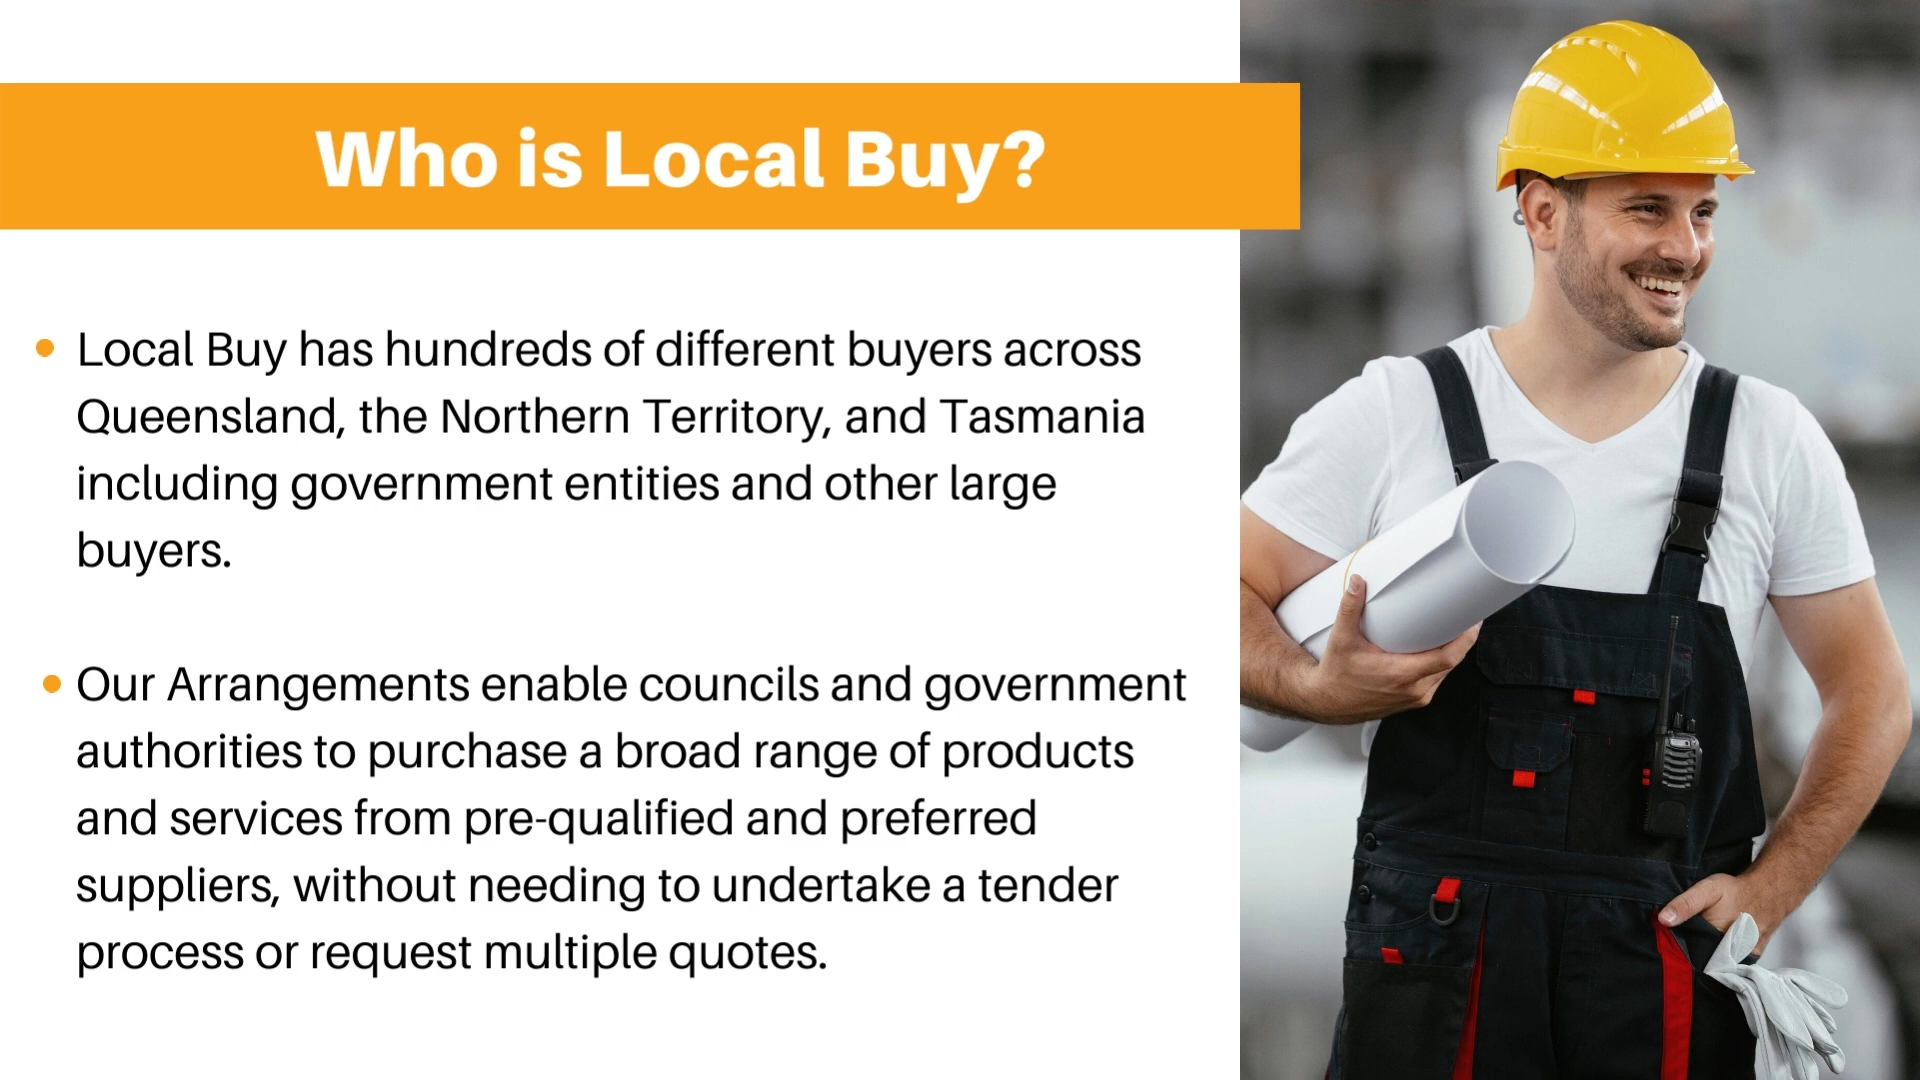 Who is Local Buy?
Local Buy has hundreds of different buyers across
Queensland, the Northern Territory, and Tasmania
including government entities and other large
buyers.
Our Arrangements enable councils and government
authorities to purchase a broad range of products
and services from pre-qualified and preferred
suppliers, without needing to undertake a tender
process or request multiple quotes.